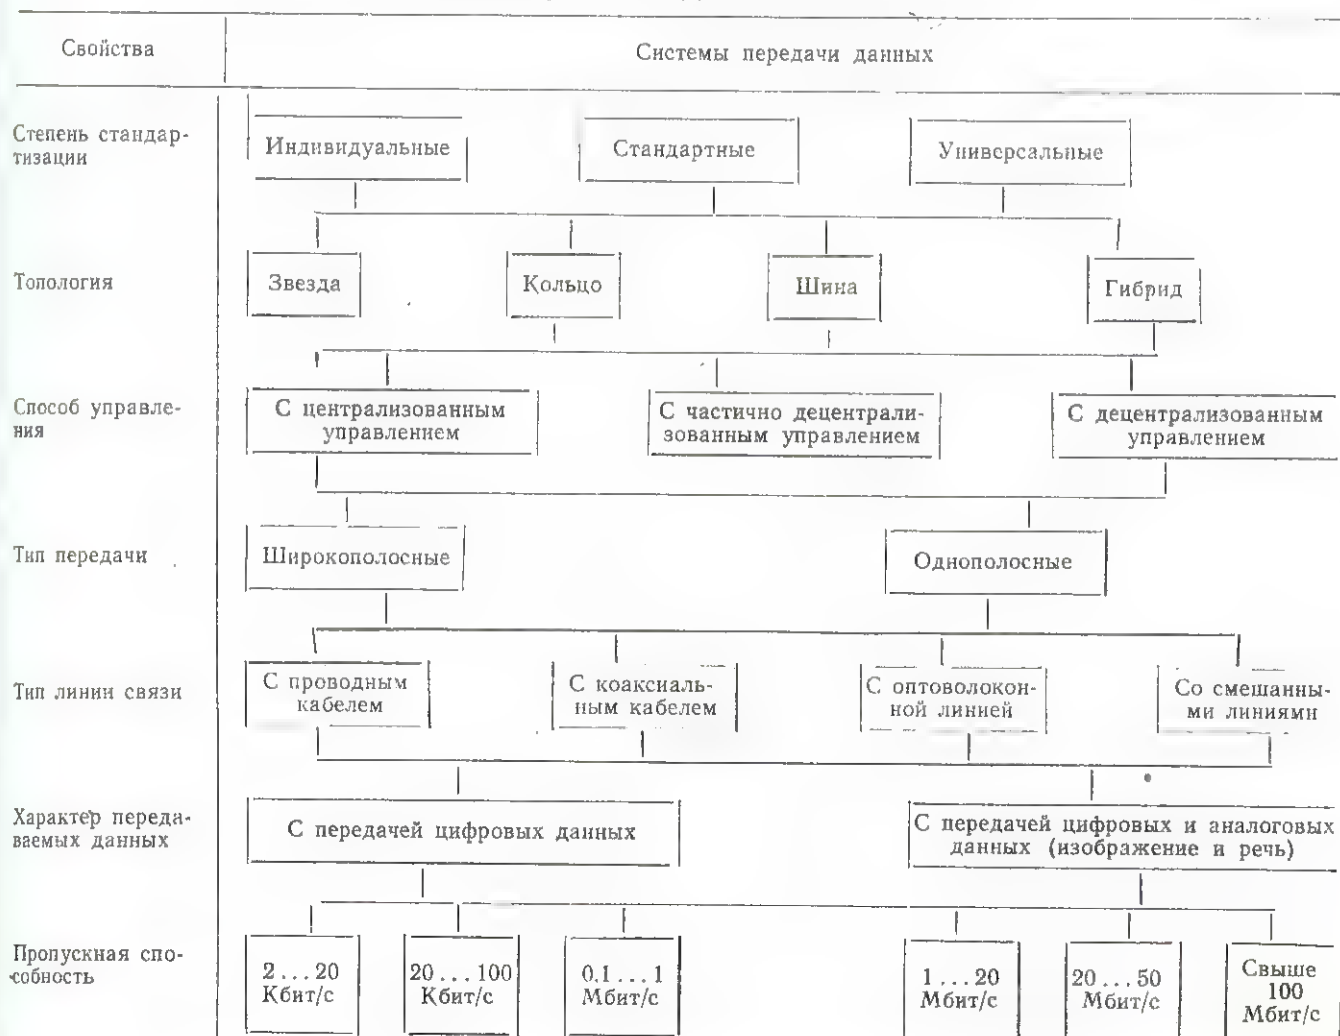 Свойства
Системы передачи данных
Степень стандар-
тизации
Индивидуальные
Стандартные
Универсальные
Топология
Звезда
Кольцо
Шина
Гибрид
Способ управле-
ния
С централизованным
управлением
С частично децентрали-
зованным управлением
С децентрализованным
управлением
Тип передачи
Широкополосные
Однополосные
Тип линии связи
С проводным
кабелем
С коаксиаль-
ным кабелем
С оптоволокон-
ной линией
Со смешанны-
ми линиями
Характер переда-
ваемых данных
С передачей цифровых данных
С передачей цифровых и аналоговых
данных (изображение и речь)
Пропускная спо-
собность
2...20
Кбит/с
20...100
Кбит/с
0,1...1
Мбит/с
1...20
Мбит/с
20...50
Мбит/с
Свыше
100
Мбит/с